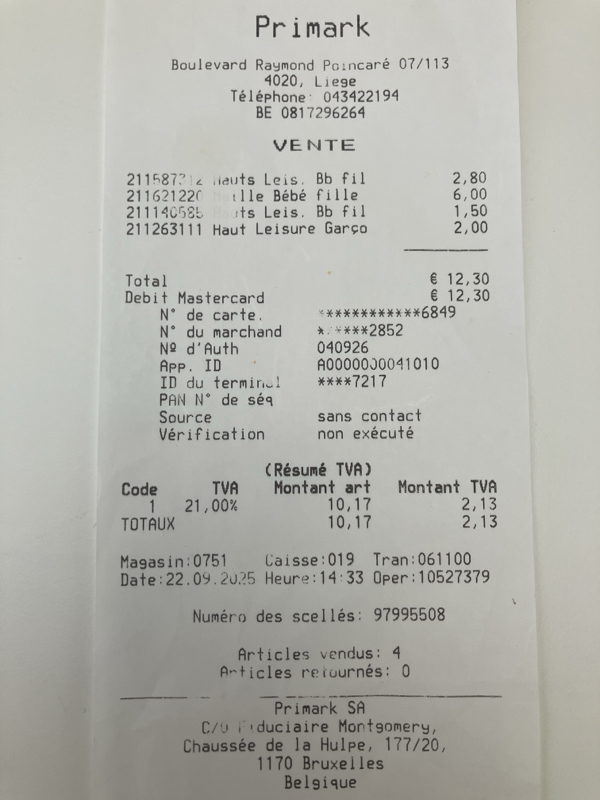 Primark
Boulevard Raymond Poincaré 07/113
4020, Liege
Téléphone: 043422194
BE 0817296264
VENTE
Hauts Leis. Bb fil 2,80
211621220 Bébé fille 6,00
Leis. Bb fil 1,50
211263111 Haut Leisure Garço 2,00
Total € 12,30
Debit Mastercard € 12,30
N° de carte. ************6849
N° du marchand ******2852
Nº d'Auth 040926
App. ID A0000000041010
ID du terminal ****7217
PAN N° de séq
Source sans contact
Vérification non exécuté
(Résumé TVA)
Code TVA Montant art Montant TVA
1 21,00% 10,17 2,13
TOTAUX 10,17 2,13
Magasin:0751 Caisse:019 Tran:061100
Date:22.09.2025 Heure:14:33 Oper:10527379
Numéro des scellés: 97995508
Articles vendus: 4
Articles retournés: 0
Primark SA
C/O Fiduciaire Montgomery,
Chaussée de la Hulpe, 177/20,
1170 Bruxelles
Belgique